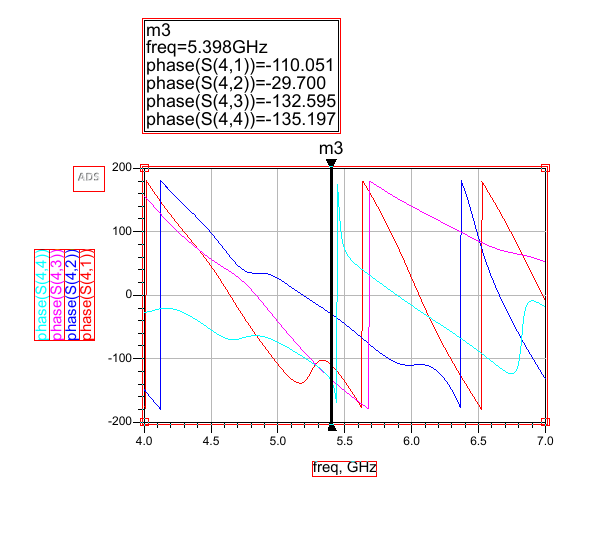 m3
freq=5.398GHz
phase(S(4,1))=-110.051
phase(S(4,2))=-29.700
phase(S(4,3))=-132.595
phase(S(4,4))=-135.197
m3
ADS
200
100
0
-100
-200
phase(S(4,4))
phase(S(4,3))
phase(S(4,2))
phase(S(4,1))
4.0 4.5 5.0 5.5 6.0 6.5 7.0
freq, GHz